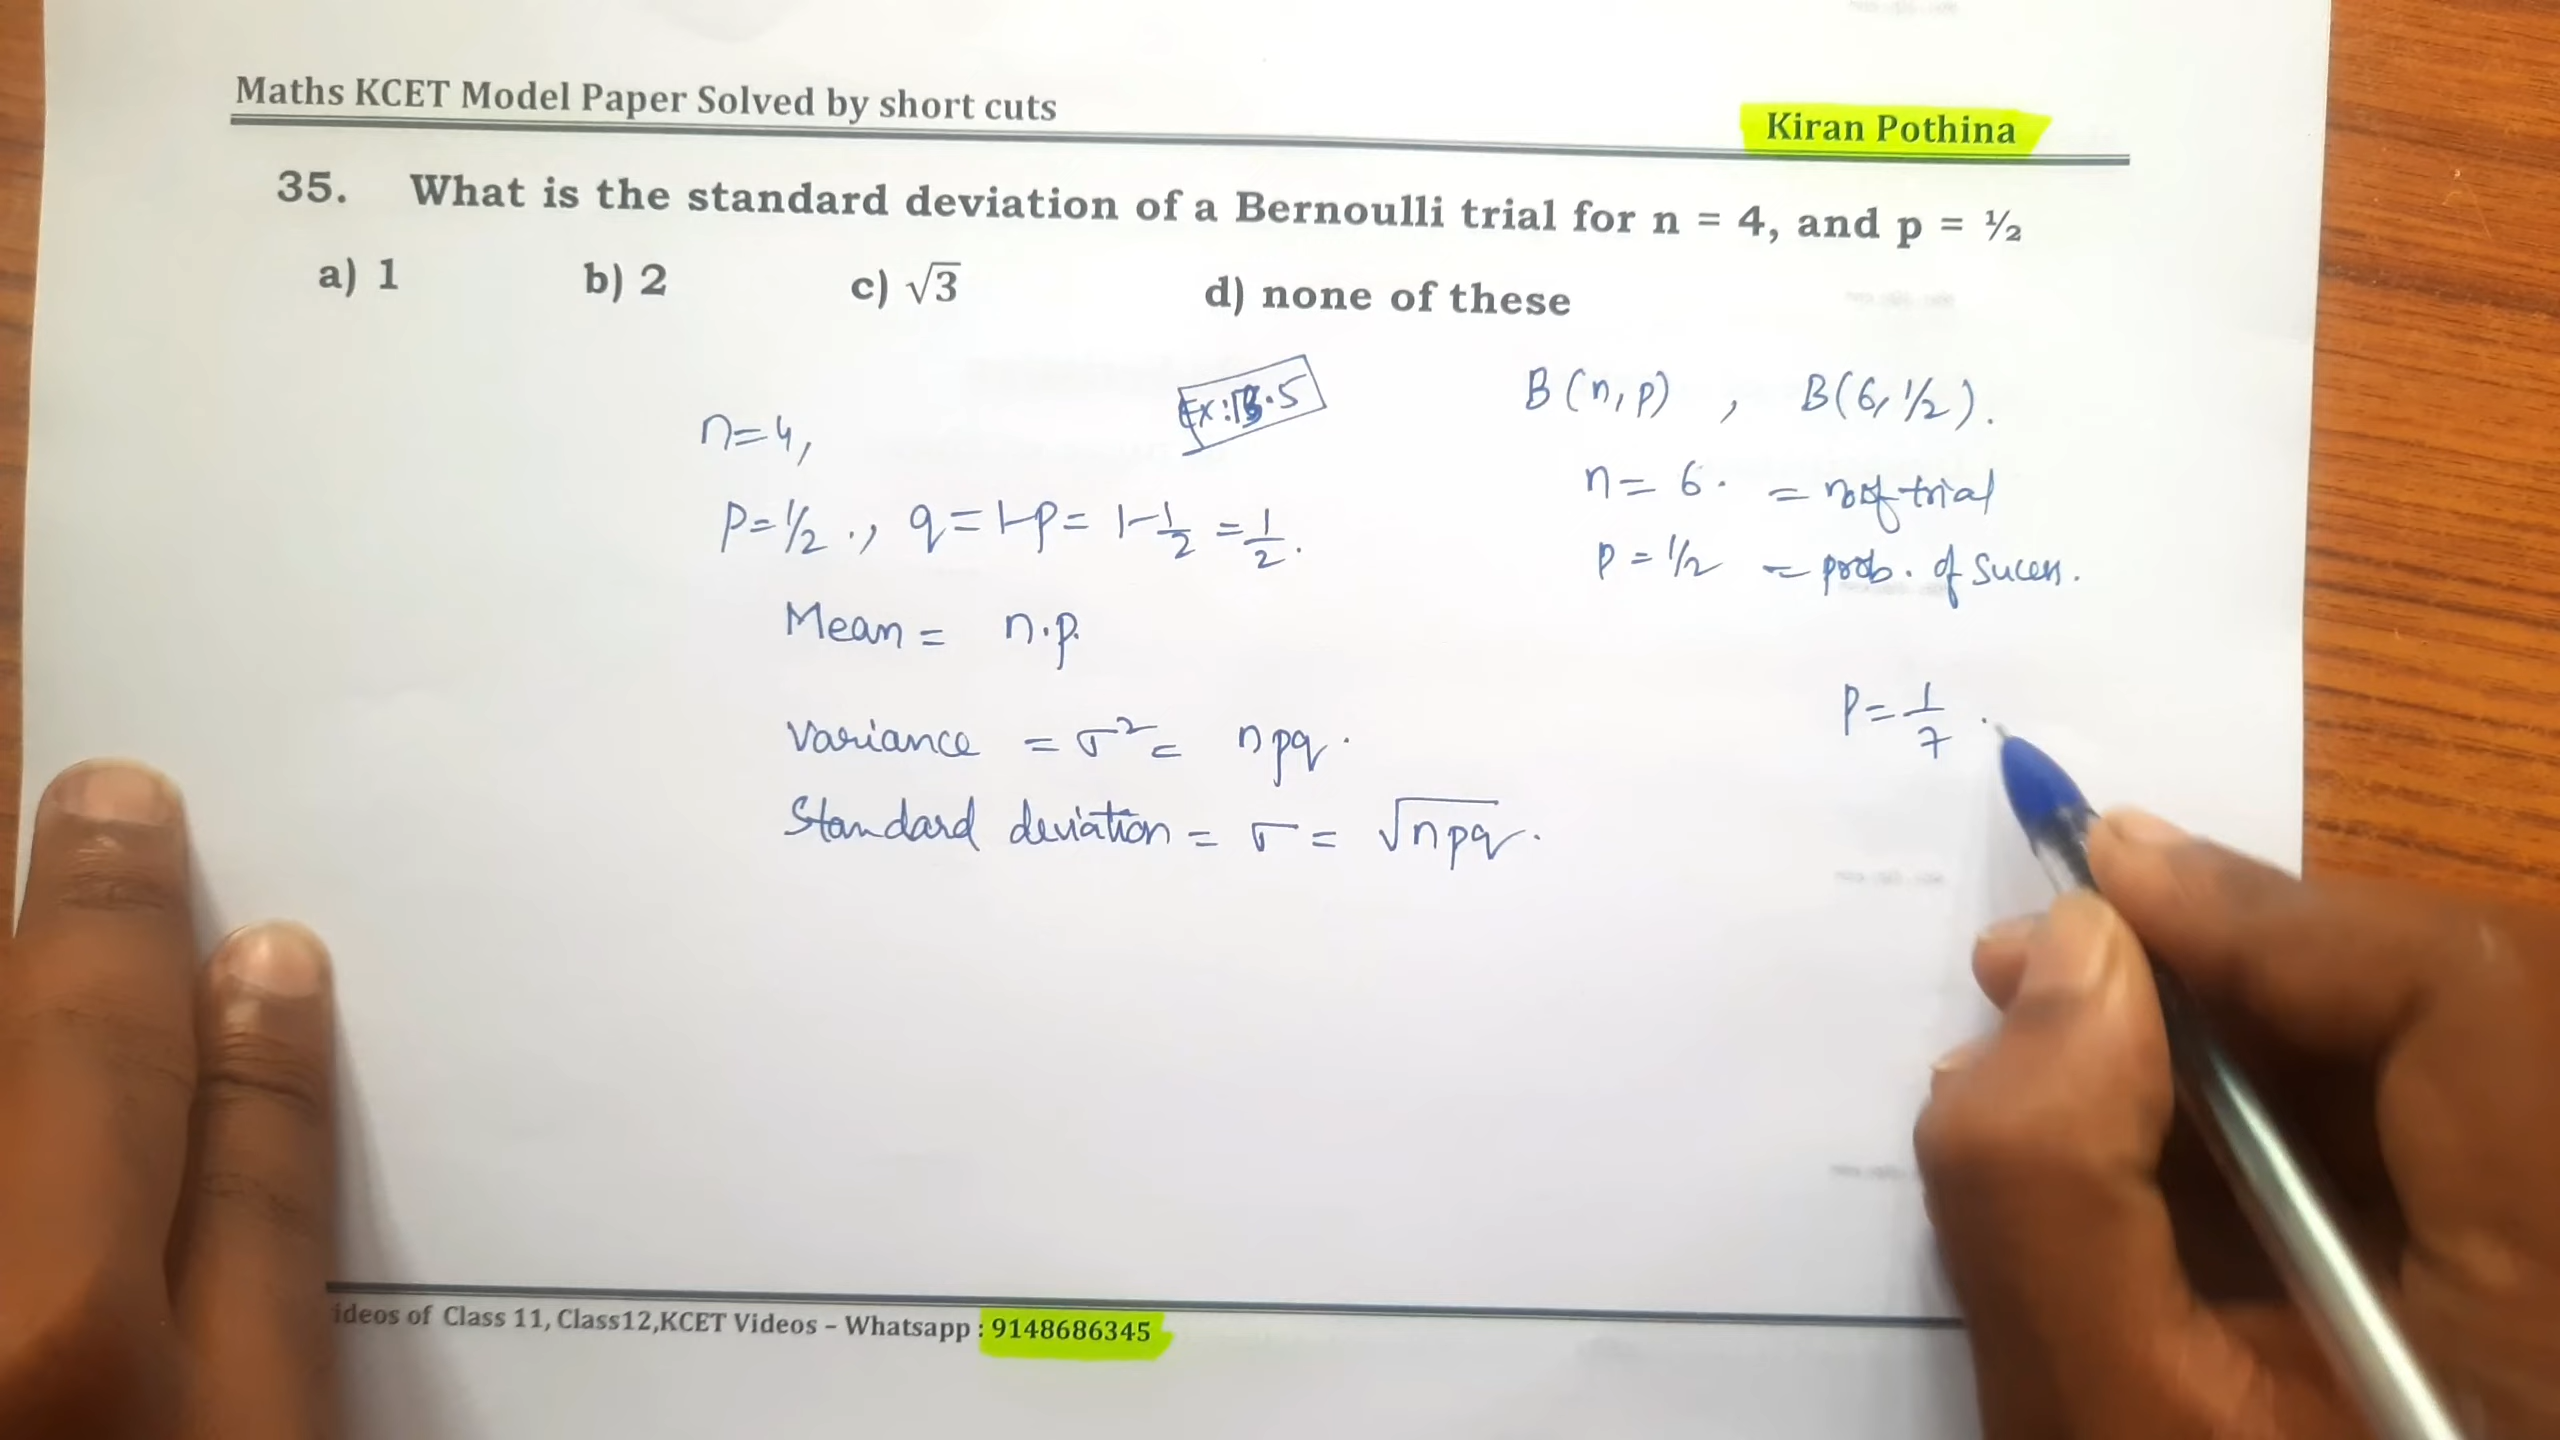 Maths KCET Model Paper Solved by short cuts
Kiran Pothina
35. What is the standard deviation of a Bernoulli trial for n = 4, and p = ½
a) 1 b) 2 c) √3 d) none of these
Ex:13.5
n=4,
p=1/2 ., q=1-p= 1-1/2 =1/2.
Mean = n.p.
Variance = σ²= npq.
Standard deviation = σ = √npq.
B(n,p) , B(6,1/2).
n= 6. = no of trial
P=1/2 = prob. of Sucess.
P=1/7 .
ideos of Class 11, Class12,KCET Videos – Whatsapp : 9148686345